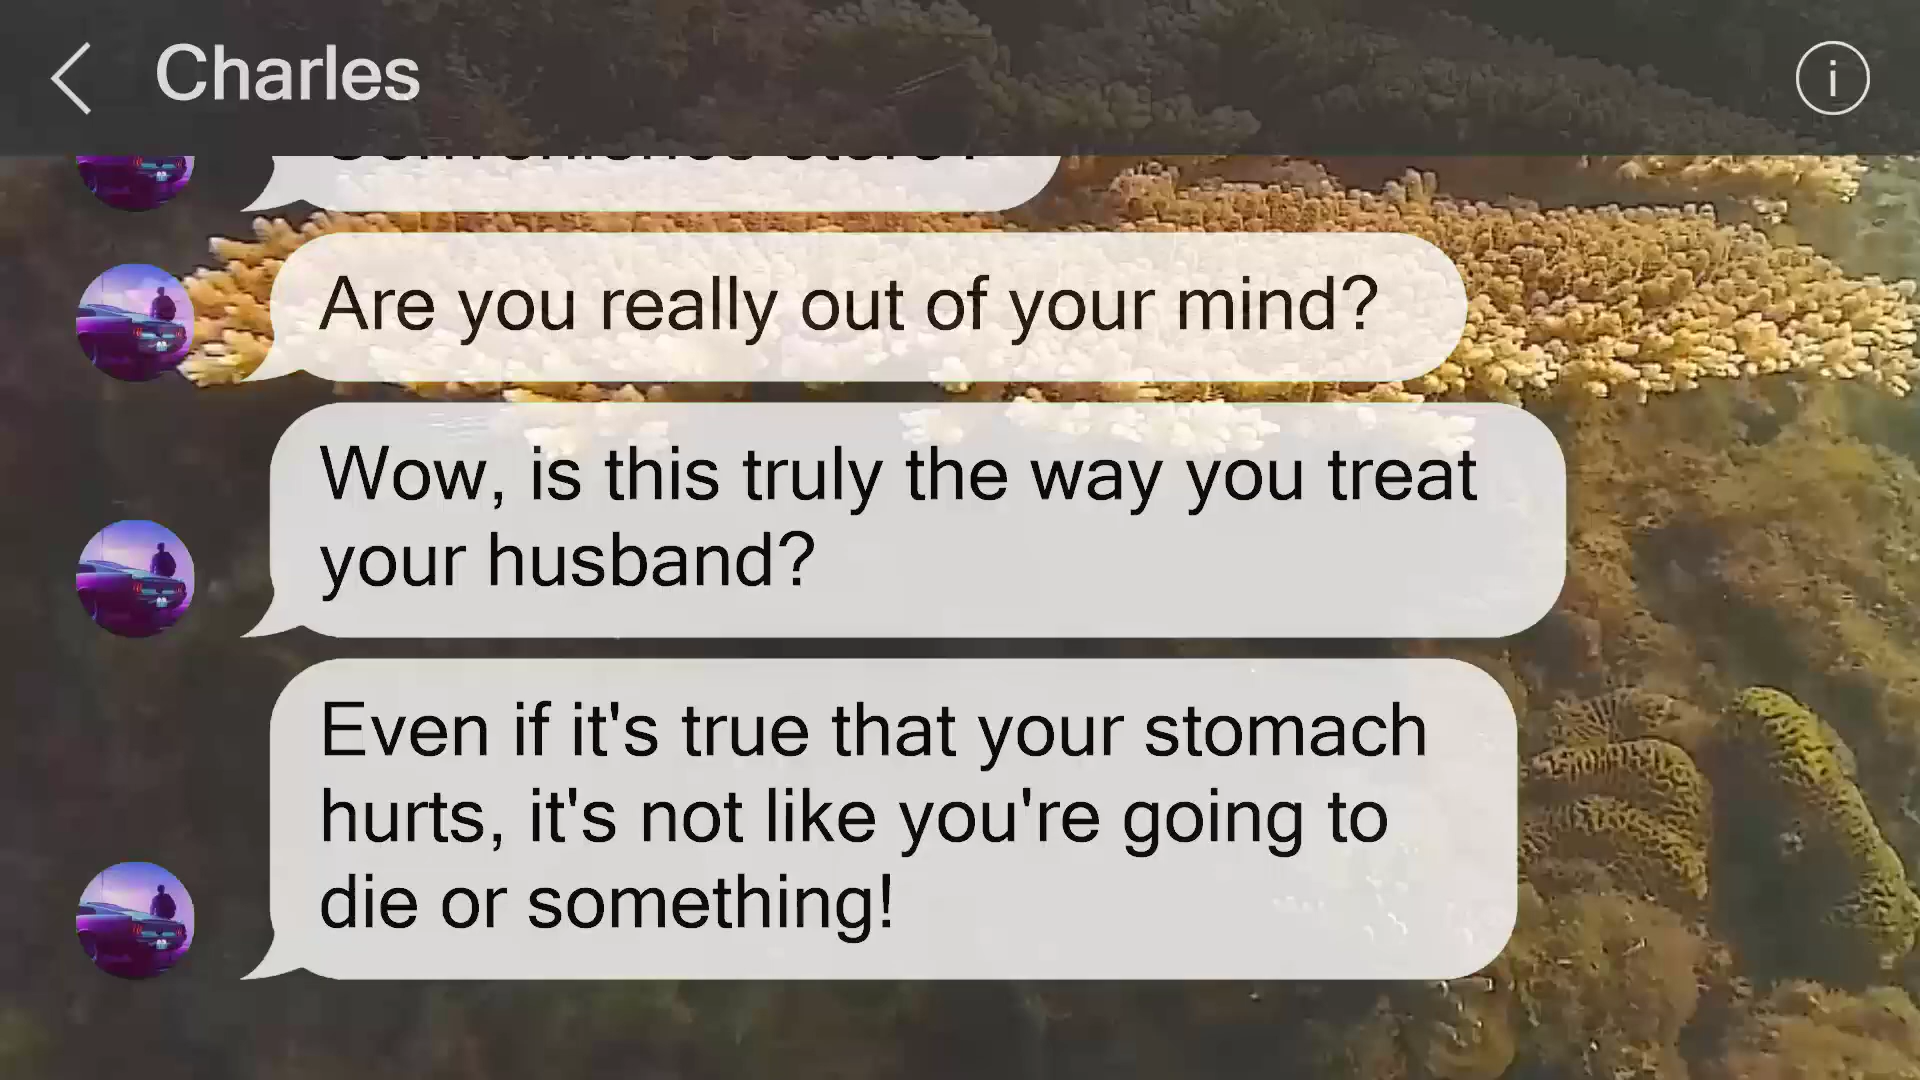 Charles
Are you really out of your mind?
Wow, is this truly the way you treat
your husband?
Even if it's true that your stomach
hurts, it's not like you're going to
die or something!